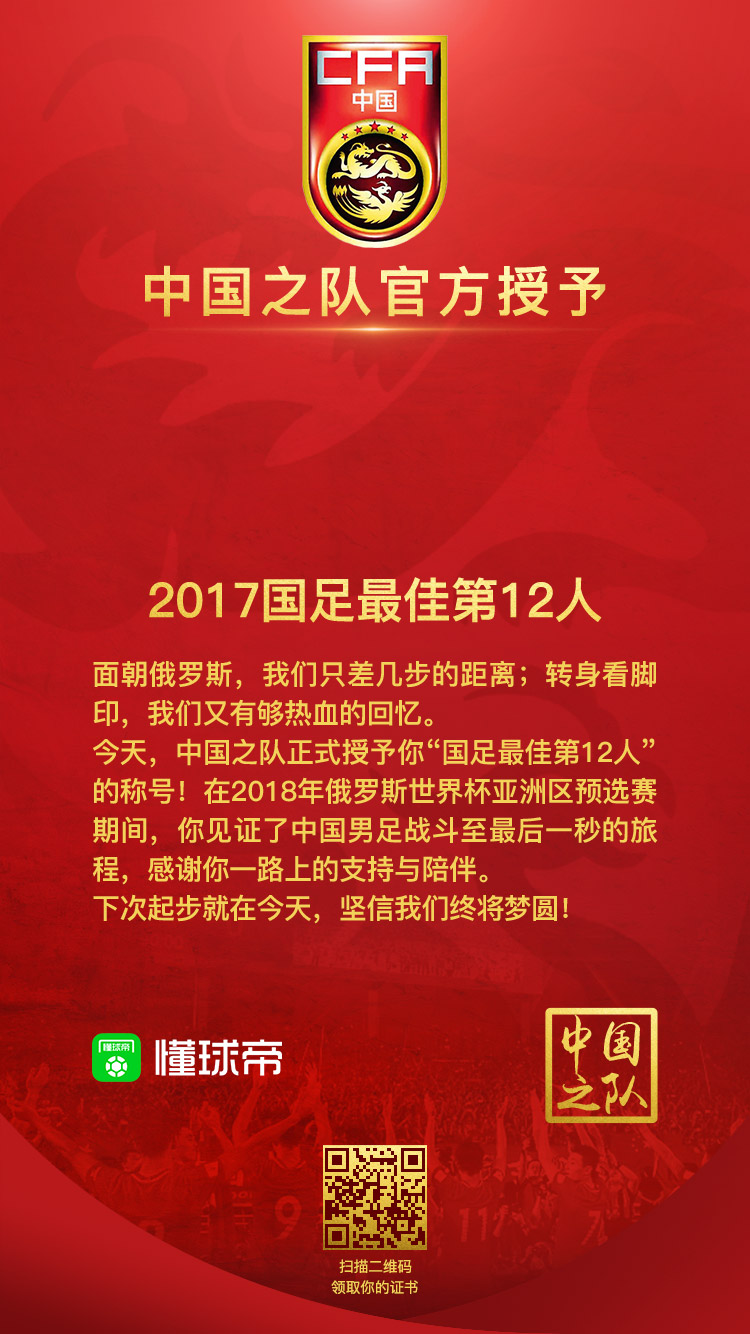 CFA
中国
中国之队官方授予
2017国足最佳第12人
面朝俄罗斯，我们只差几步的距离；转身看脚
印，我们又有够热血的回忆。
今天，中国之队正式授予你“国足最佳第12人”
的称号！在2018年俄罗斯世界杯亚洲区预选赛
期间，你见证了中国男足战斗至最后一秒的旅
程，感谢你一路上的支持与陪伴。
下次起步就在今天，坚信我们终将梦圆！
懂球帝
懂球帝
中国
之队
9
11
7
扫描二维码
领取你的证书